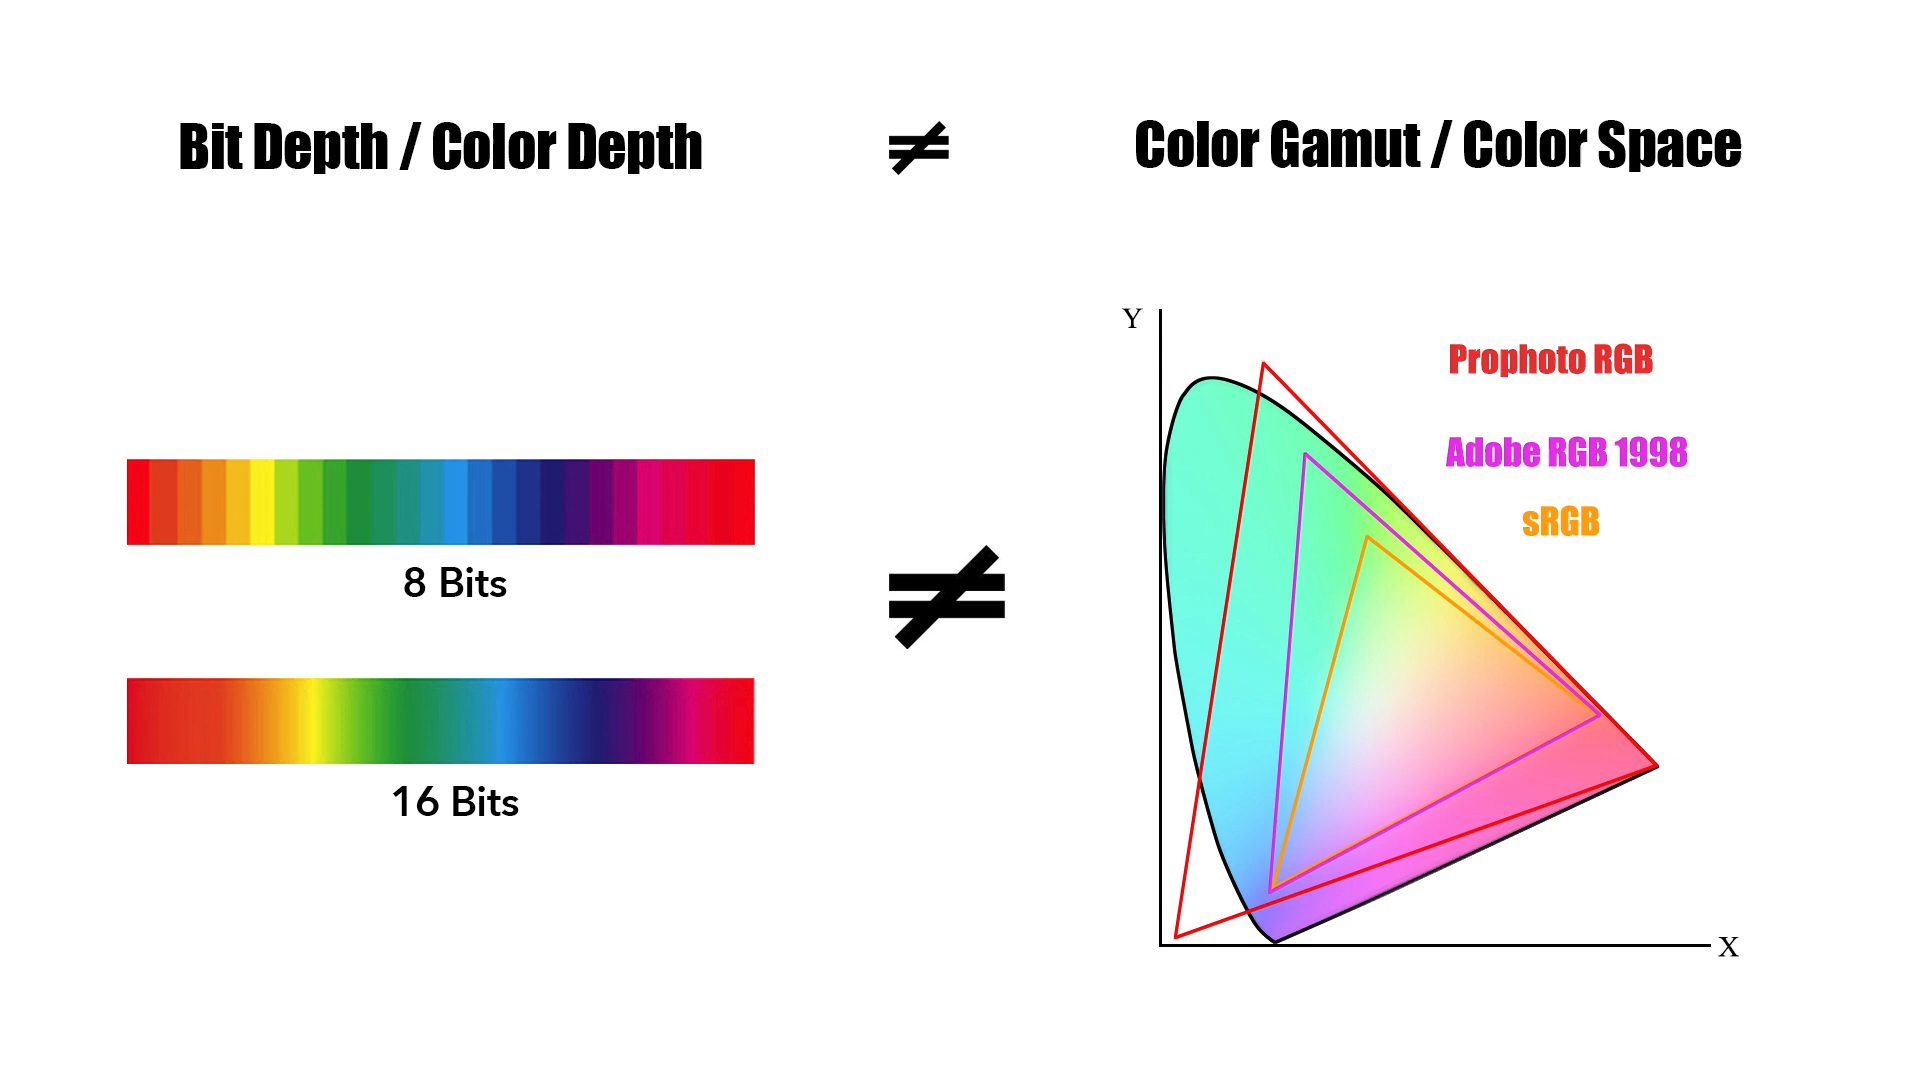 Bit Depth / Color Depth ≠ Color Gamut / Color Space
8 Bits
16 Bits
≠
Y
Prophoto RGB
Adobe RGB 1998
sRGB
X